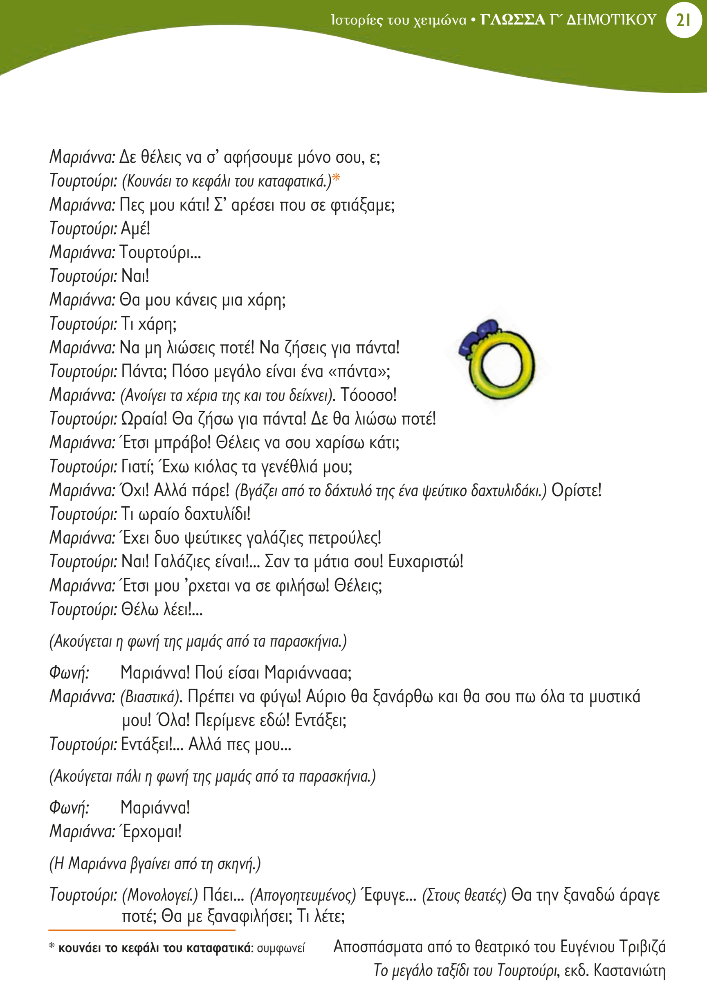 Ιστορίες του χειμώνα • ΓΛΩΣΣΑ Γ΄ ΔΗΜΟΤΙΚΟΥ 21
Μαριάννα: Δε θέλεις να σ’ αφήσουμε μόνο σου, ε;
Τουρτούρι: (Κουνάει το κεφάλι του καταφατικά.)*
Μαριάννα: Πες μου κάτι! Σ’ αρέσει που σε φτιάξαμε;
Τουρτούρι: Αμέ!
Μαριάννα: Τουρτούρι...
Τουρτούρι: Ναι!
Μαριάννα: Θα μου κάνεις μια χάρη;
Τουρτούρι: Τι χάρη;
Μαριάννα: Να μη λιώσεις ποτέ! Να ζήσεις για πάντα!
Τουρτούρι: Πάντα; Πόσο μεγάλο είναι ένα «πάντα»;
Μαριάννα: (Ανοίγει τα χέρια της και του δείχνει). Τόοοσο!
Τουρτούρι: Ωραία! Θα ζήσω για πάντα! Δε θα λιώσω ποτέ!
Μαριάννα: Έτσι μπράβο! Θέλεις να σου χαρίσω κάτι;
Τουρτούρι: Γιατί; Έχω κιόλας τα γενέθλιά μου;
Μαριάννα: Όχι! Αλλά πάρε! (Βγάζει από το δάχτυλό της ένα ψεύτικο δαχτυλιδάκι.) Ορίστε!
Τουρτούρι: Τι ωραίο δαχτυλίδι!
Μαριάννα: Έχει δυο ψεύτικες γαλάζιες πετρούλες!
Τουρτούρι: Ναι! Γαλάζιες είναι!... Σαν τα μάτια σου! Ευχαριστώ!
Μαριάννα: Έτσι μου ’ρχεται να σε φιλήσω! Θέλεις;
Τουρτούρι: Θέλω λέει!...
(Ακούγεται η φωνή της μαμάς από τα παρασκήνια.)
Φωνή: Μαριάννα! Πού είσαι Μαριάνναα;
Μαριάννα: (Βιαστικά). Πρέπει να φύγω! Αύριο θα ξανάρθω και θα σου πω όλα τα μυστικά
μου! Όλα! Περίμενε εδώ! Εντάξει;
Τουρτούρι: Εντάξει!... Αλλά πες μου...
(Ακούγεται πάλι η φωνή της μαμάς από τα παρασκήνια.)
Φωνή: Μαριάννα!
Μαριάννα: Έρχομαι!
(Η Μαριάννα βγαίνει από τη σκηνή.)
Τουρτούρι: (Μονολογεί.) Πάει... (Απογοητευμένος) Έφυγε... (Στους θεατές) Θα την ξαναδώ άραγε
ποτέ; Θα με ξαναφιλήσει; Τι λέτε;
* κουνάει το κεφάλι του καταφατικά: συμφωνεί
Αποσπάσματα από το θεατρικό του Ευγένιου Τριβιζά
Το μεγάλο ταξίδι του Τουρτούρι, εκδ. Καστανιώτη